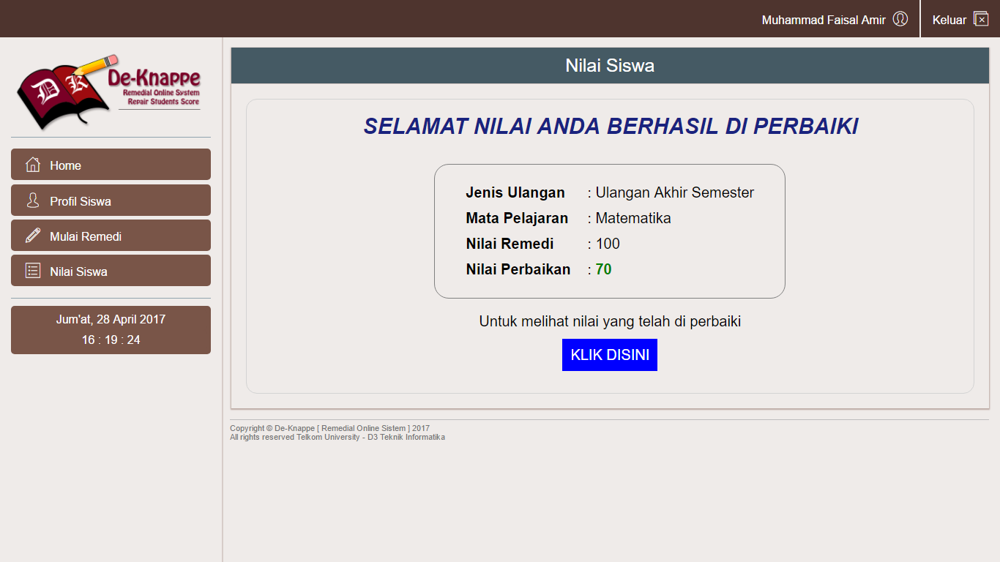 Muhammad Faisal Amir
Keluar
De-Knappe
Remedial Online System
Repair Students Score
Home
Profil Siswa
Mulai Remedi
Nilai Siswa
Jum'at, 28 April 2017
16 : 19 : 24
Nilai Siswa
SELAMAT NILAI ANDA BERHASIL DI PERBAIKI
Jenis Ulangan : Ulangan Akhir Semester
Mata Pelajaran : Matematika
Nilai Remedi : 100
Nilai Perbaikan : 70
Untuk melihat nilai yang telah di perbaiki
KLIK DISINI
Copyright © De-Knappe [ Remedial Online Sistem ] 2017
All rights reserved Telkom University - D3 Teknik Informatika